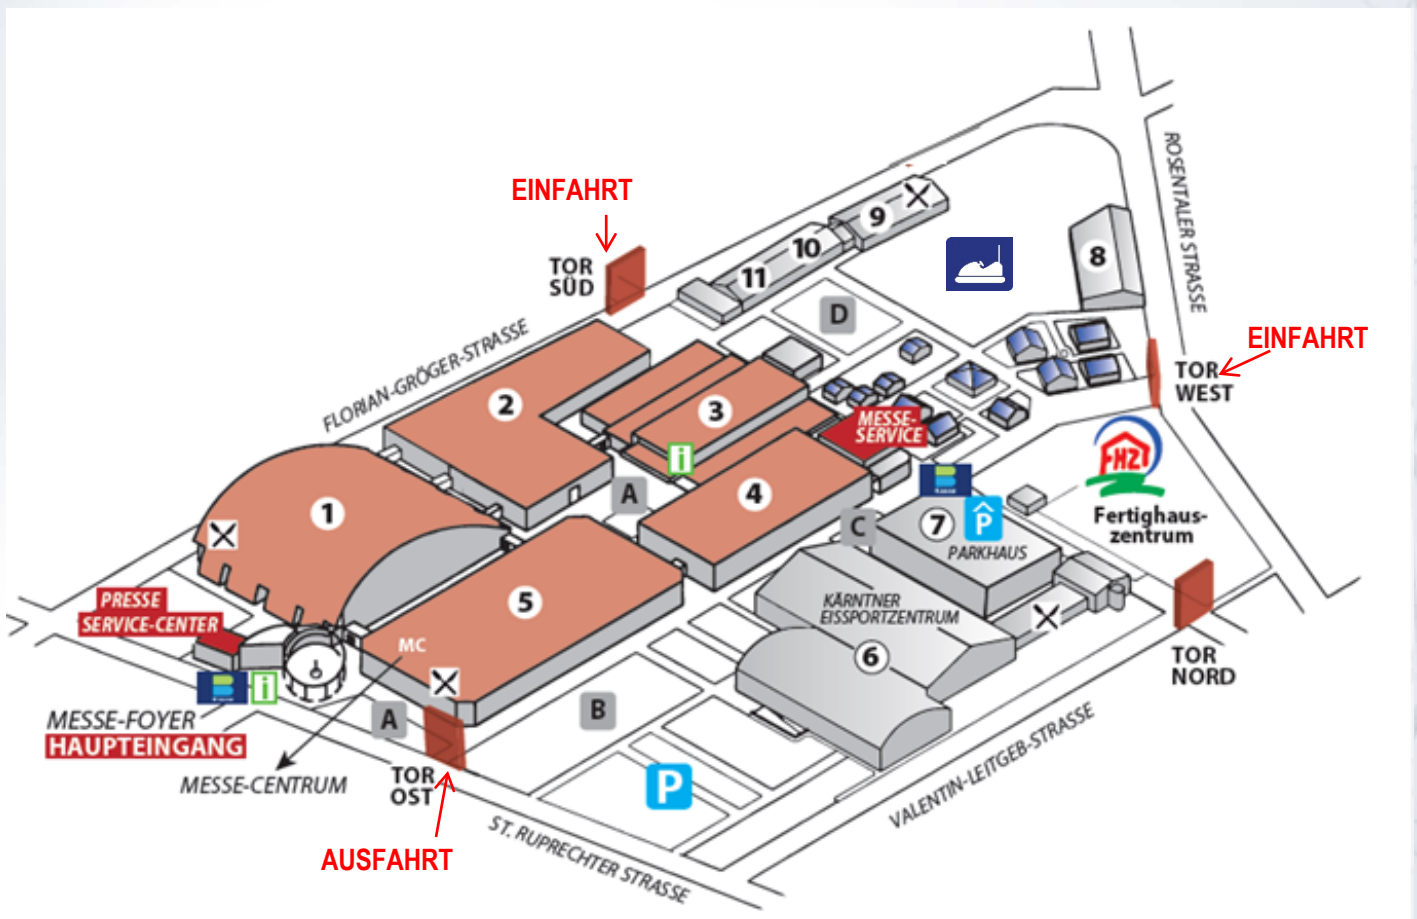 ROSENTALER STRASSE
EINFAHRT
9
TOR
SÜD
10
11
8
D
EINFAHRT
FLORIAN-GRÖGER-STRASSE
TOR
WEST
2
3
MESSE-
SERVICE
FHZ
i
A
4
1
C
7
P
PARKHAUS
Fertighaus-
zentrum
PRESSE
SERVICE-CENTER
5
KÄRNTNER
EISSPORTZENTRUM
MC
6
TOR
NORD
i
A
B
MESSE-FOYER
HAUPTEINGANG
MESSE-CENTRUM
TOR
OST
P
VALENTIN-LEITGEB-STRASSE
AUSFAHRT
ST. RUPRECHTER STRASSE